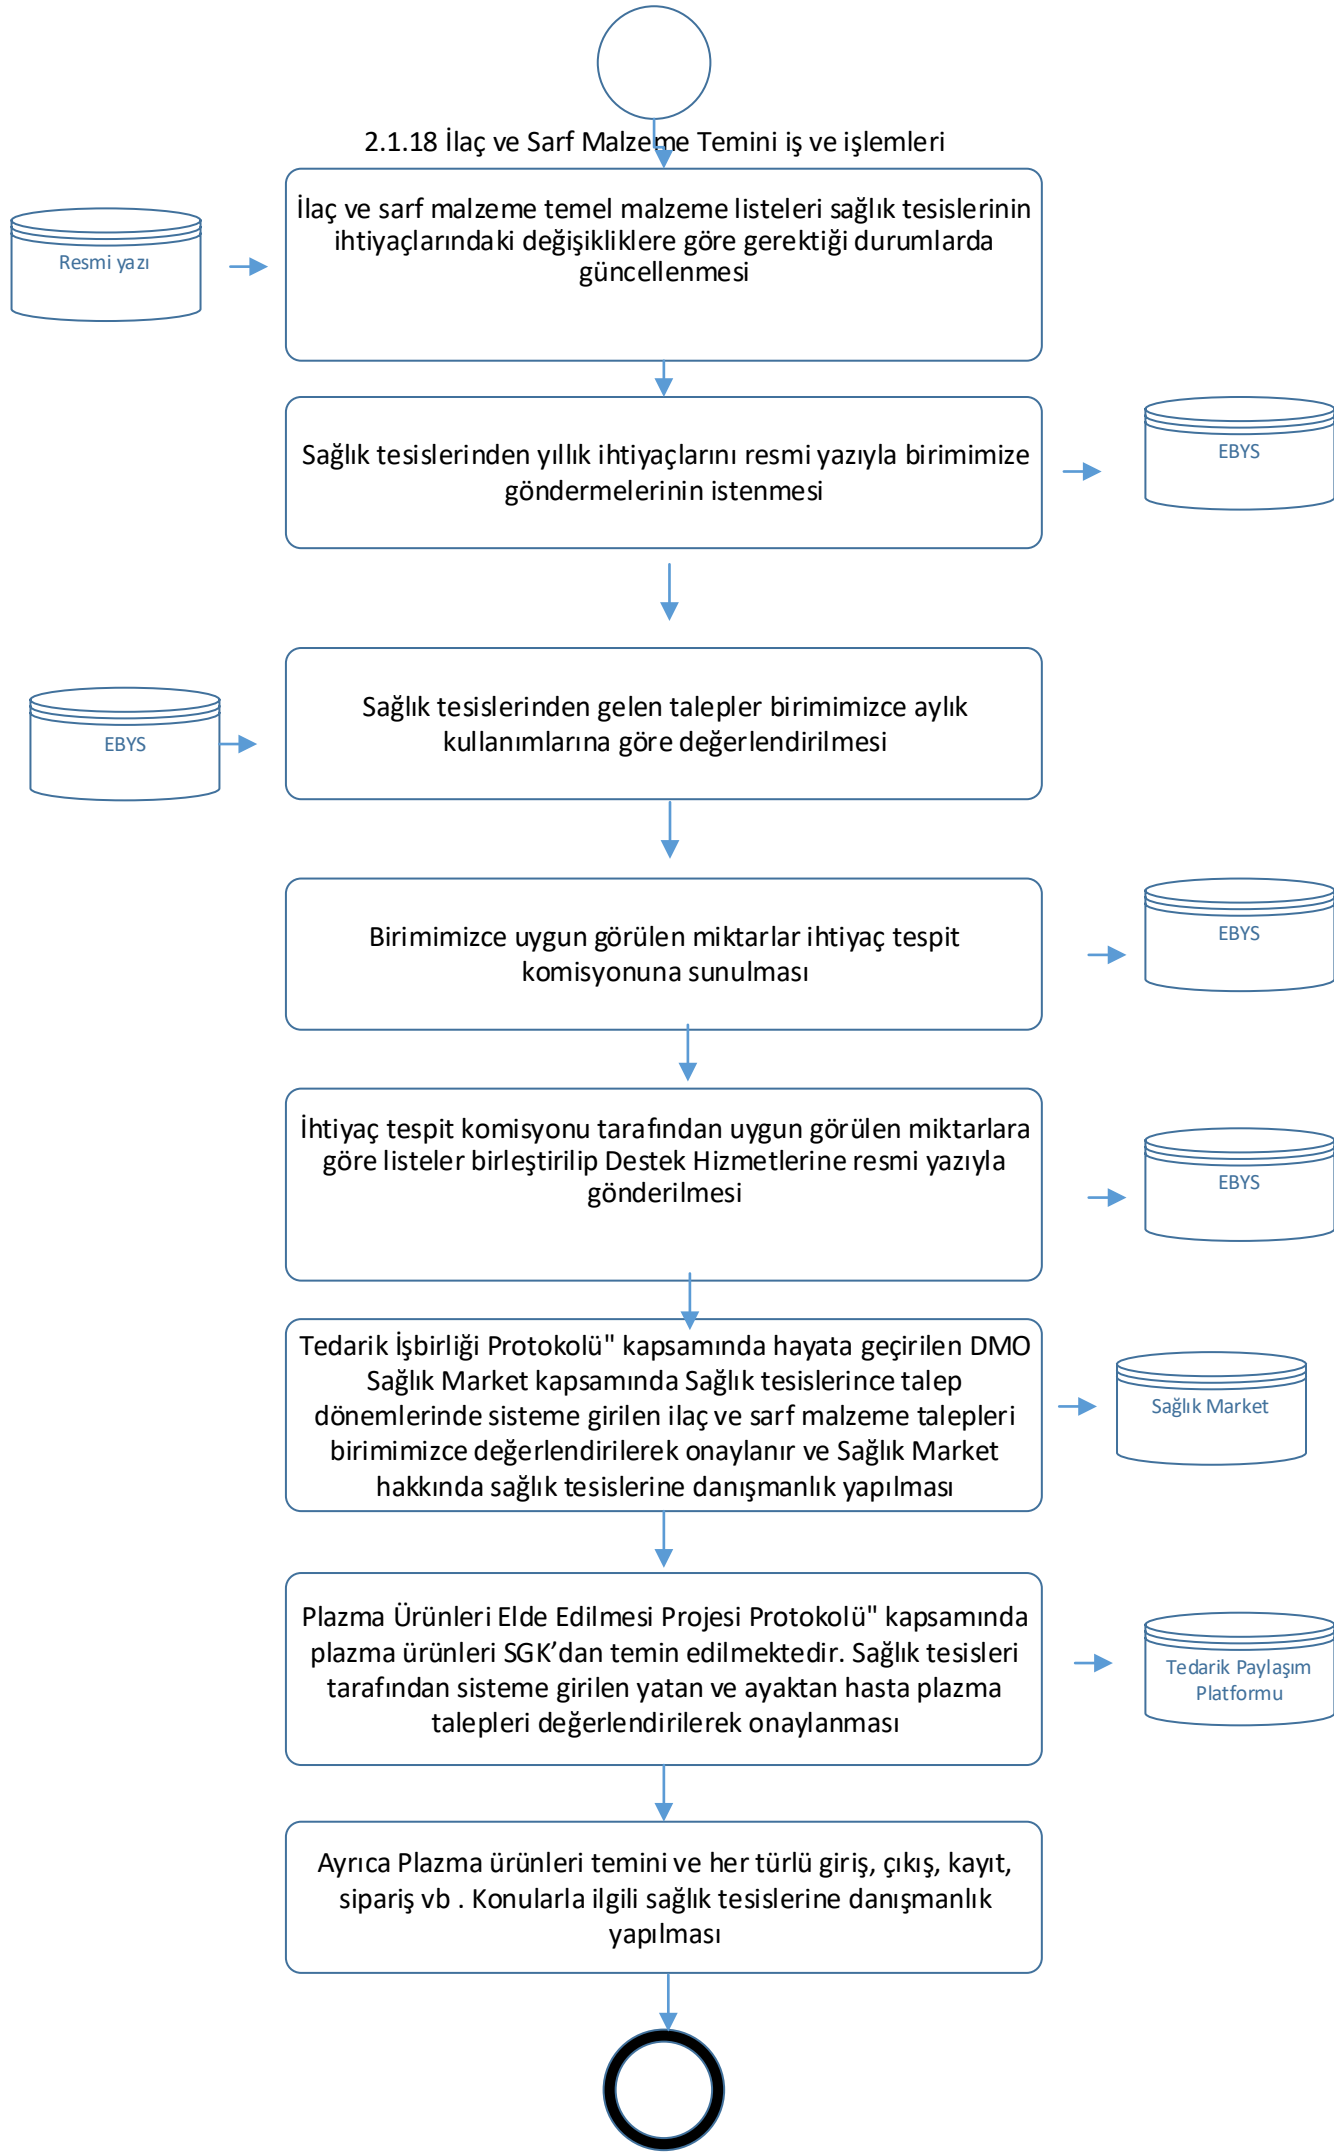 2.1.18 İlaç ve Sarf Malzeme Temini iş ve işlemleri
İlaç ve sarf malzeme temel malzeme listeleri sağlık tesislerinin
ihtiyaçlarındaki değişikliklere göre gerektiği durumlarda
güncellenmesi
Resmi yazı
Sağlık tesislerinden yıllık ihtiyaçlarını resmi yazıyla birimimize
göndermelerinin istenmesi
EBYS
Sağlık tesislerinden gelen talepler birimimizce aylık
kullanımlarına göre değerlendirilmesi
EBYS
Birimimizce uygun görülen miktarlar ihtiyaç tespit
komisyonuna sunulması
EBYS
İhtiyaç tespit komisyonu tarafından uygun görülen miktarlara
göre listeler birleştirilip Destek Hizmetlerine resmi yazıyla
gönderilmesi
EBYS
Tedarik İşbirliği Protokolü" kapsamında hayata geçirilen DMO
Sağlık Market kapsamında Sağlık tesislerince talep
dönemlerinde sisteme girilen ilaç ve sarf malzeme talepleri
birimimizce değerlendirilerek onaylanır ve Sağlık Market
hakkında sağlık tesislerine danışmanlık yapılması
Sağlık Market
Plazma Ürünleri Elde Edilmesi Projesi Protokolü" kapsamında
plazma ürünleri SGK’dan temin edilmektedir. Sağlık tesisleri
tarafından sisteme girilen yatan ve ayaktan hasta plazma
talepleri değerlendirilerek onaylanması
Tedarik Paylaşım
Platformu
Ayrıca Plazma ürünleri temini ve her türlü giriş, çıkış, kayıt,
sipariş vb . Konularla ilgili sağlık tesislerine danışmanlık
yapılması